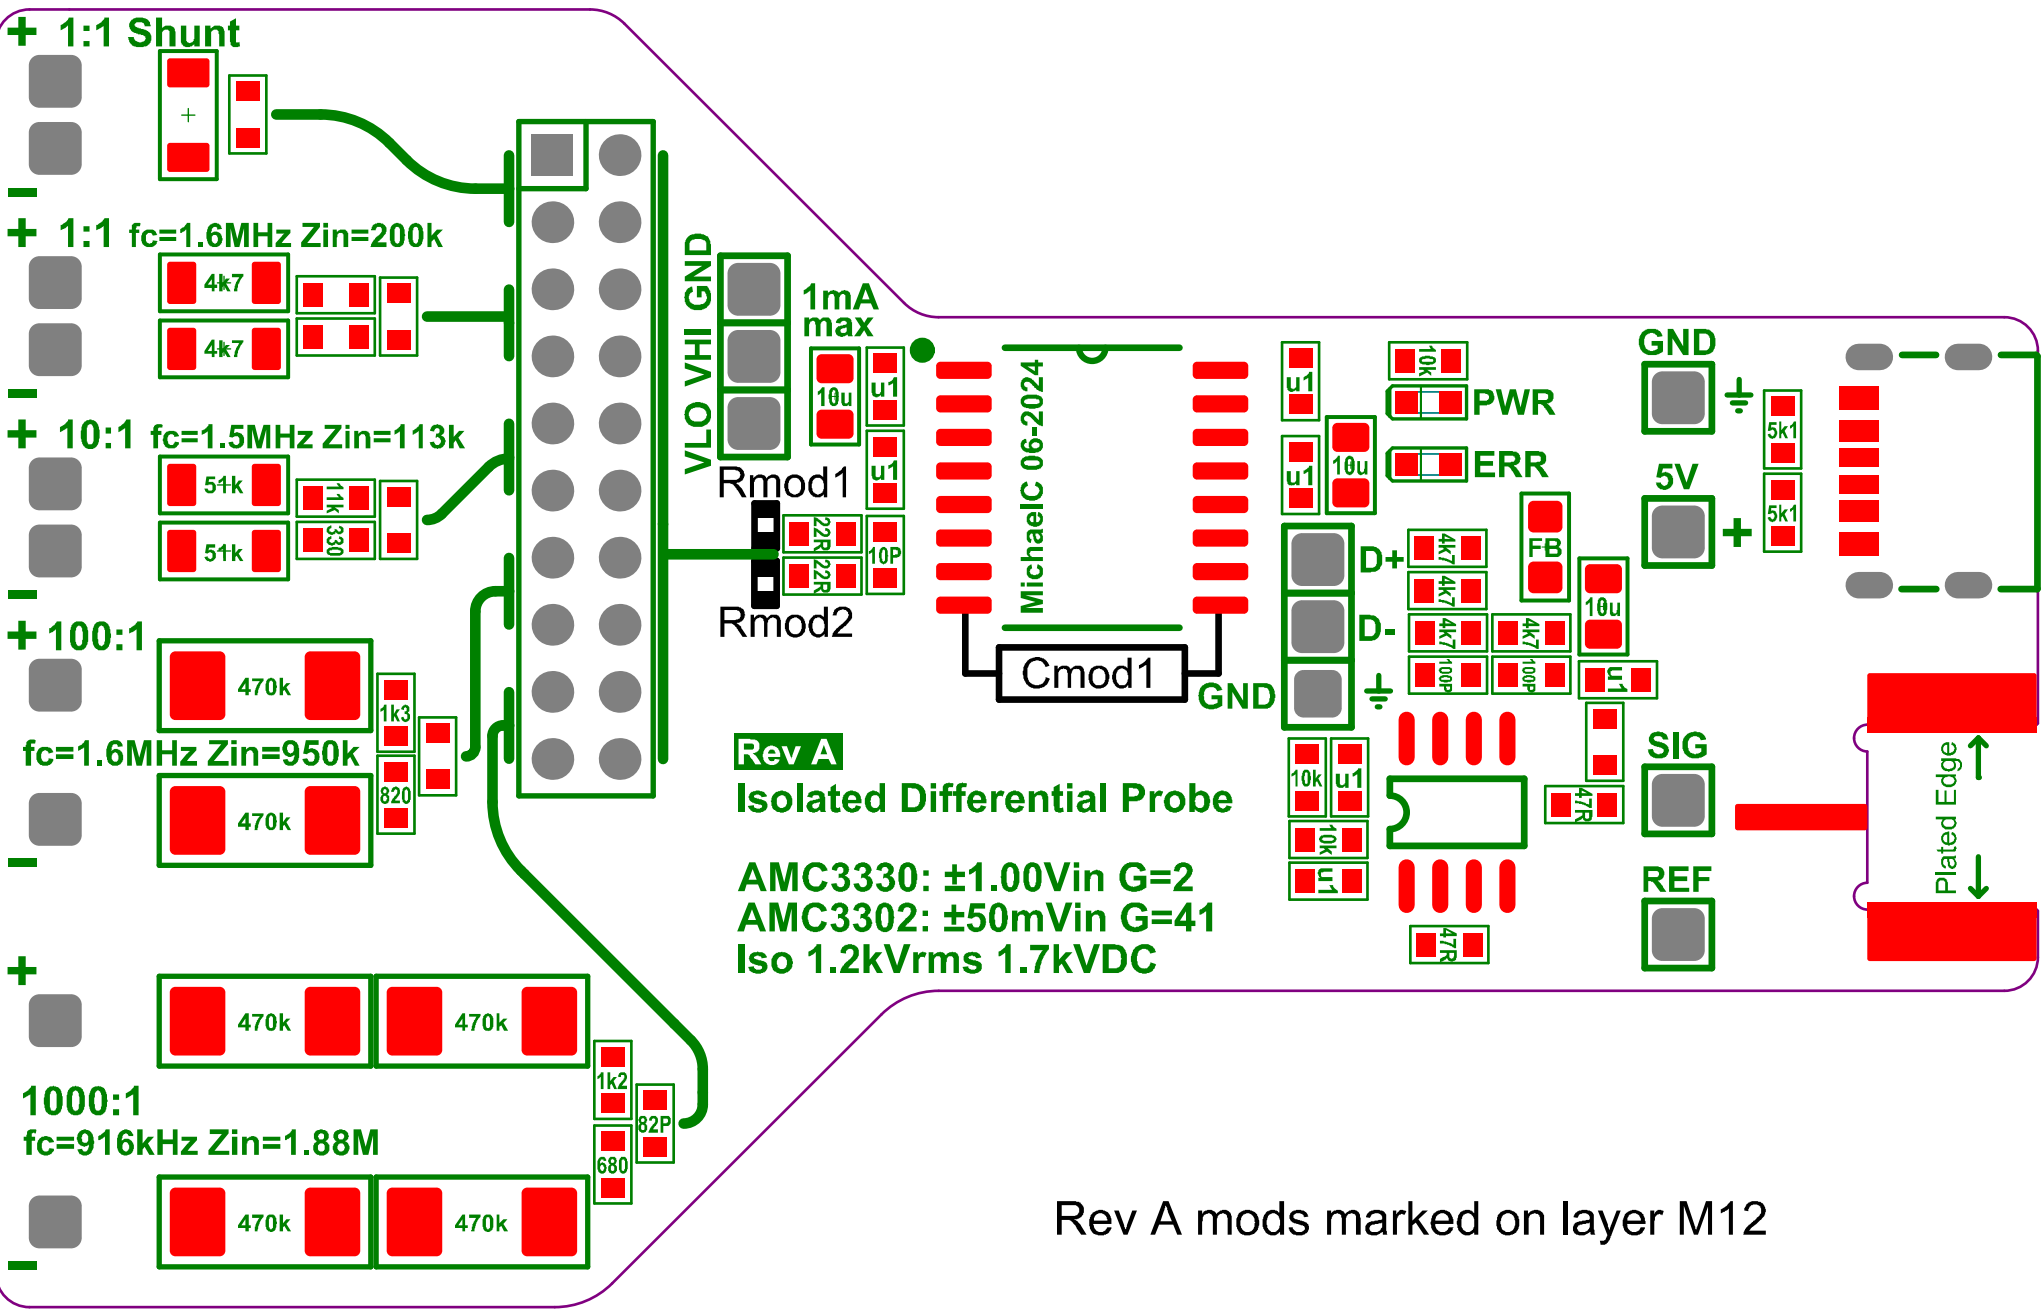 + 1:1 Shunt
−
+ 1:1 fc=1.6MHz Zin=200k
4k7
4k7
−
+ 10:1 fc=1.5MHz Zin=113k
51k
11k
51k
330
−
+ 100:1
470k
1k3
fc=1.6MHz Zin=950k
470k
820
−
+
470k
470k
1k2
1000:1
82P
fc=916kHz Zin=1.88M
680
470k
470k
−
VLO VHI GND
1mA
max
10u
u1
u1
Rmod1
22R
22R
10P
Rmod2
MichaelC 06-2024
Cmod1
Rev A
Isolated Differential Probe
AMC3330: ±1.00Vin G=2
AMC3302: ±50mVin G=41
Iso 1.2kVrms 1.7kVDC
u1
10k
PWR
u1
10u
ERR
D+
4k7
4k7
FB
D-
4k7
4k7
10u
GND
100P
100P
u1
10k
u1
47R
10k
u1
47R
GND
5V
+
5k1
5k1
SIG
REF
Plated Edge
Rev A mods marked on layer M12